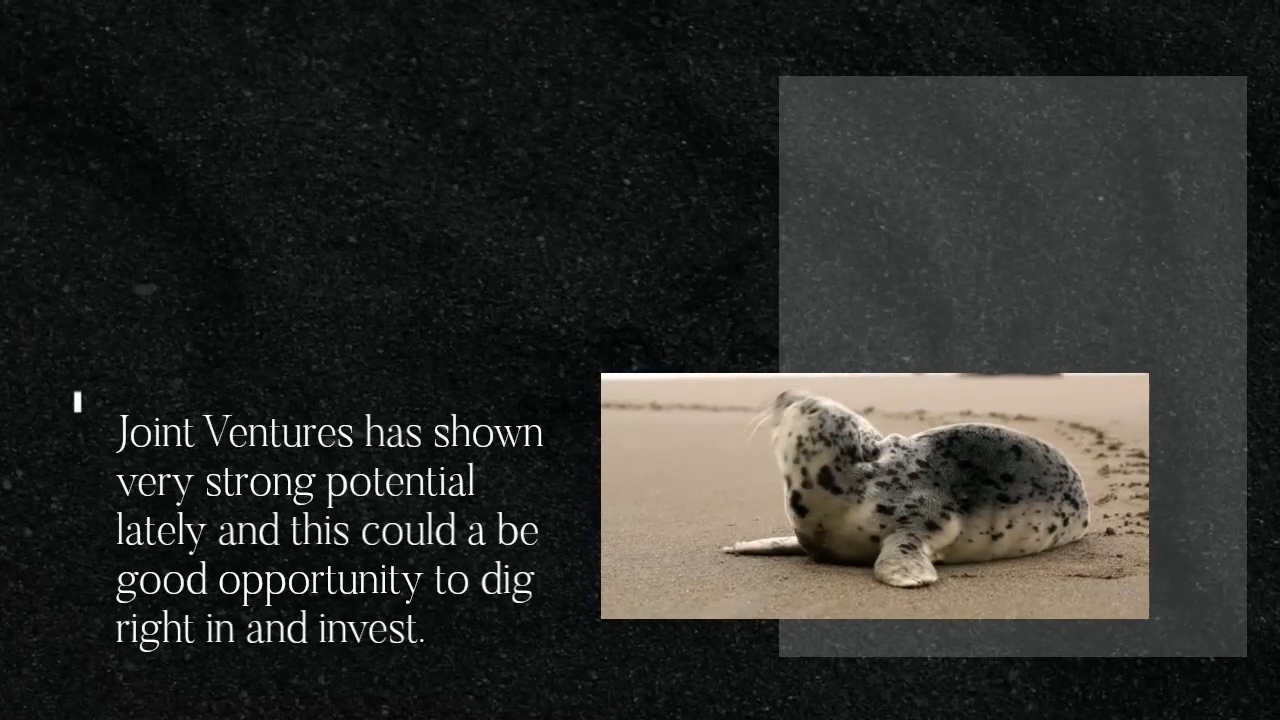 Joint Ventures has shown
very strong potential
lately and this could a be
good opportunity to dig
right in and invest.